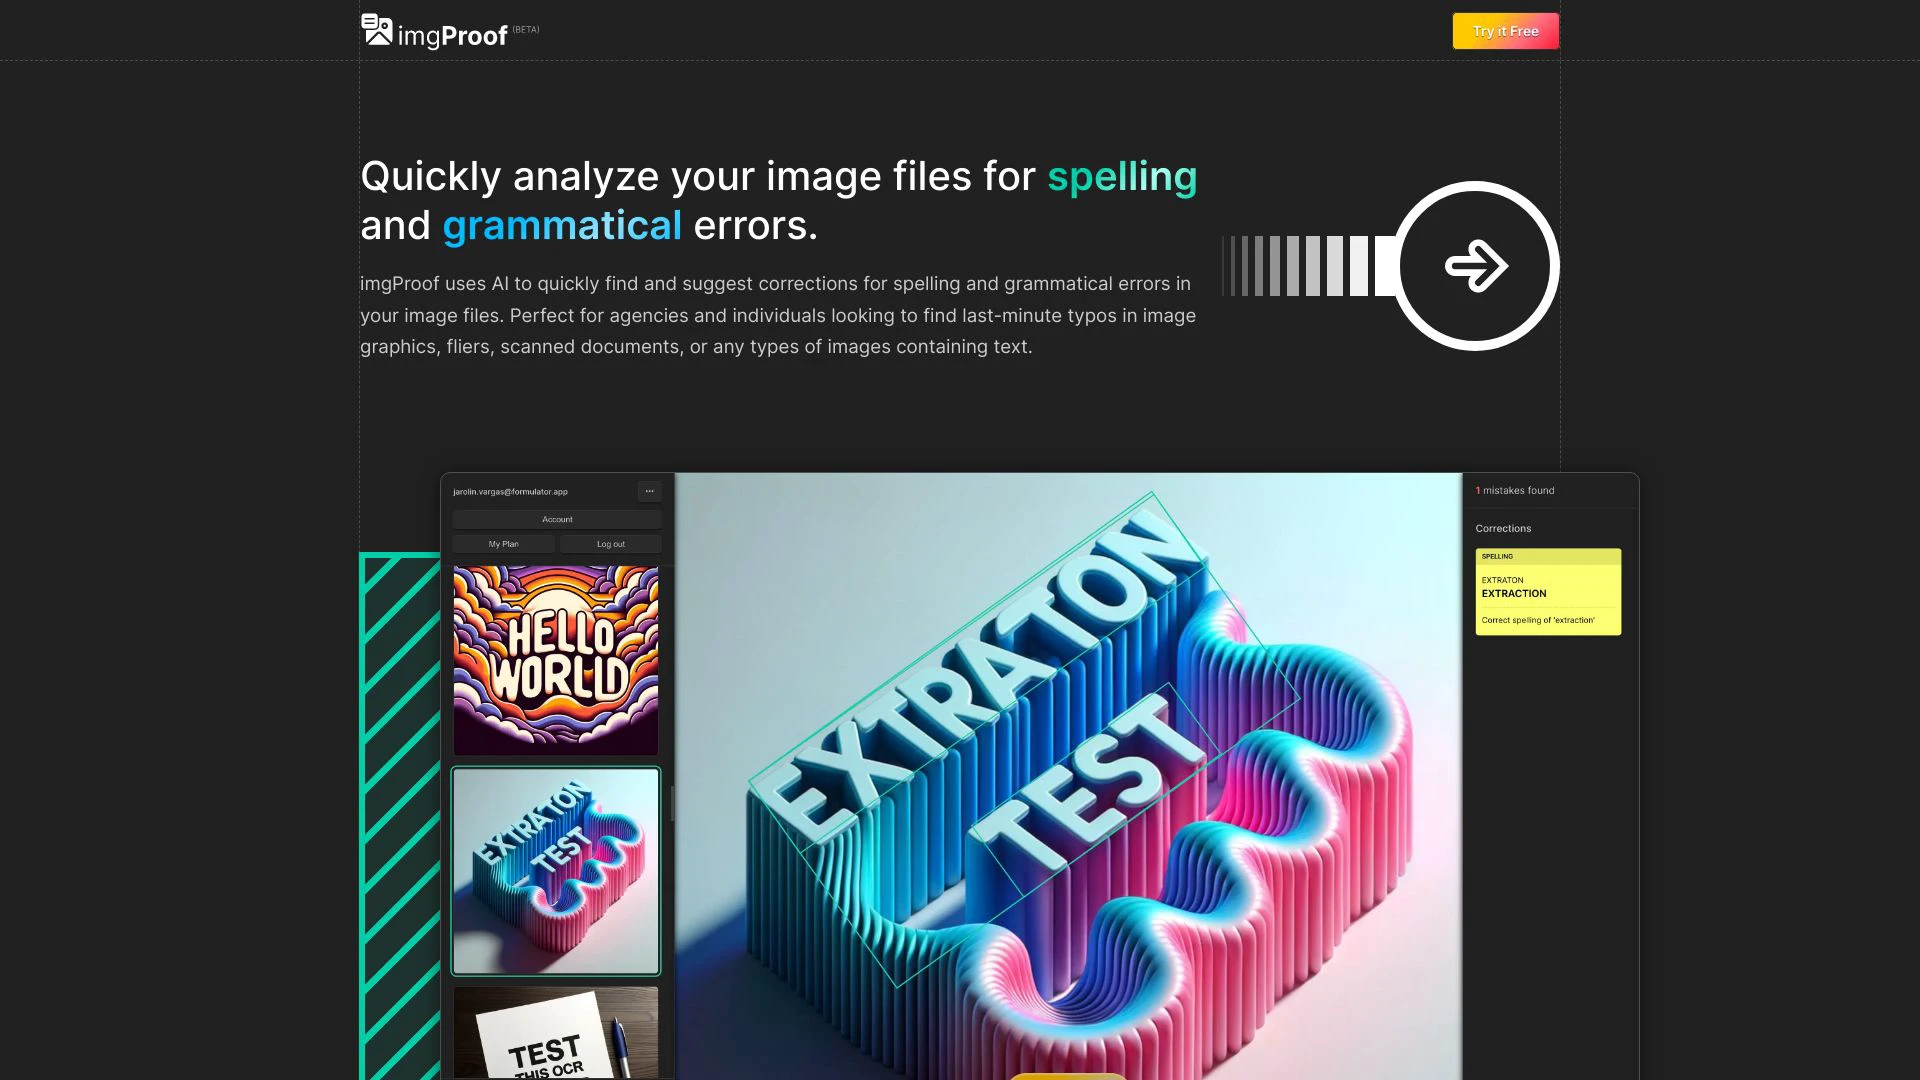 imgProof (BETA)
Try it Free
Quickly analyze your image files for spelling
and grammatical errors.
imgProof uses AI to quickly find and suggest corrections for spelling and grammatical errors in
your image files. Perfect for agencies and individuals looking to find last-minute typos in image
graphics, fliers, scanned documents, or any types of images containing text.
jarolin.vargas@formulator.app
Account
My Plan
Log out
HELLO
WORLD
EXTRATON
TEST
TEST
THIS OCR
EXTRATON
TEST
1 mistakes found
Corrections
SPELLING
EXTRATON
EXTRACTION
Correct spelling of 'extraction'